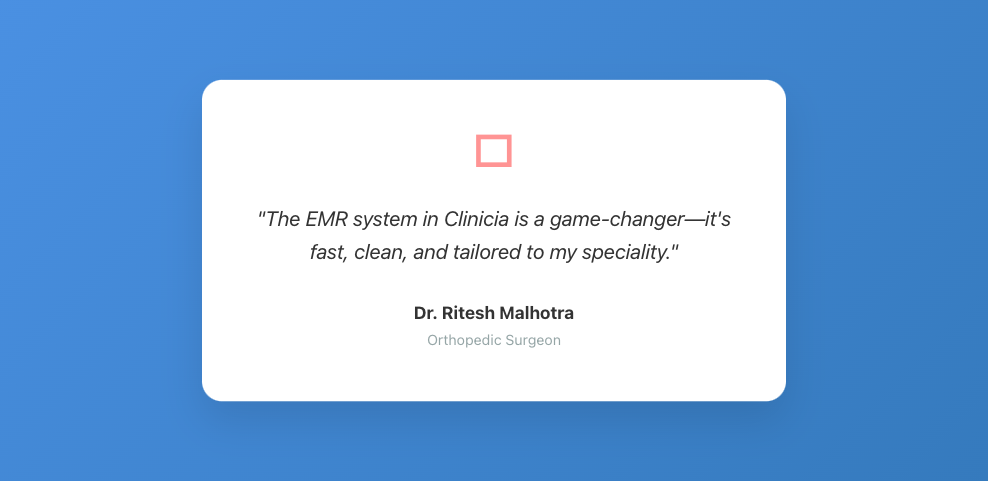 "The EMR system in Clinicia is a game-changer—it's
fast, clean, and tailored to my speciality."
Dr. Ritesh Malhotra
Orthopedic Surgeon